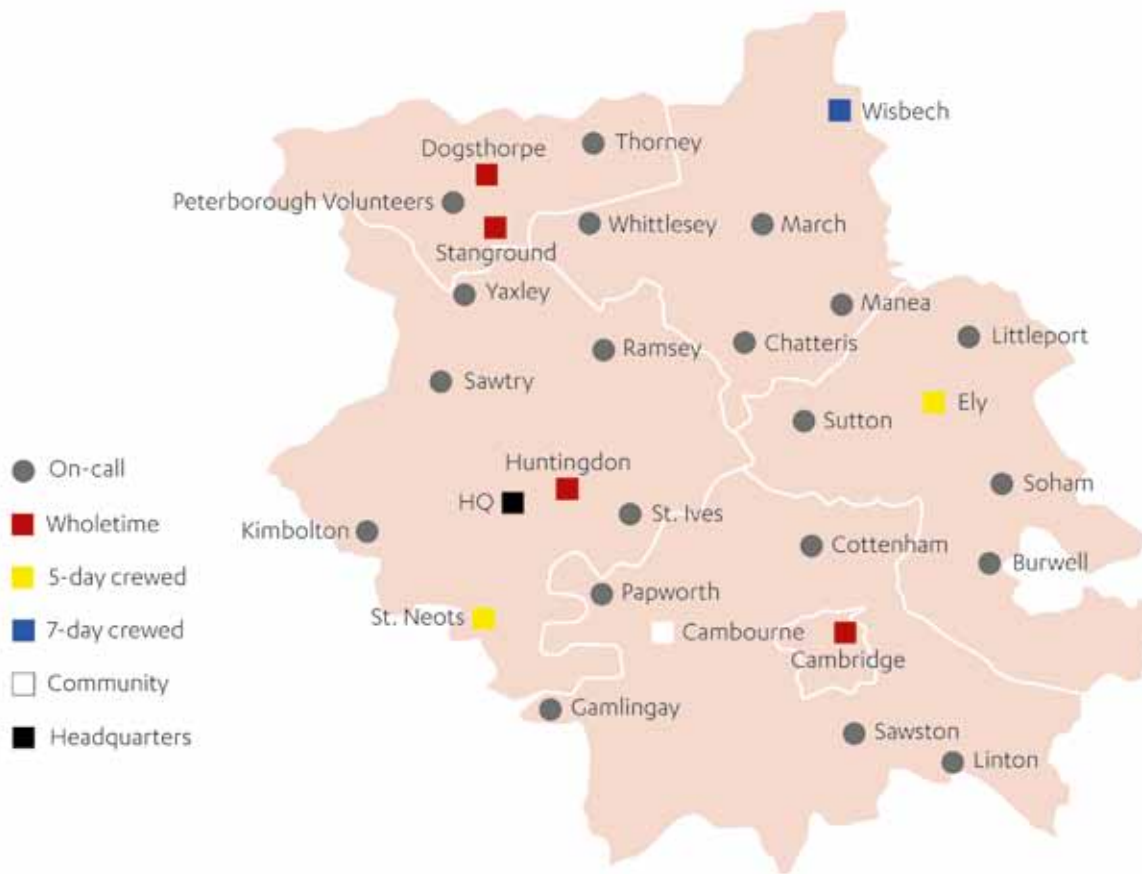 Wisbech
Thorney
Dogsthorpe
Peterborough Volunteers
Whittlesey
March
Stanground
Yaxley
Manea
Littleport
Chatteris
Ramsey
Sawtry
Ely
Sutton
Huntingdon
On-call
Soham
HQ
St. Ives
Wholetime
Kimbolton
Cottenham
Burwell
5-day crewed
Papworth
St. Neots
7-day crewed
Cambourne
Cambridge
Community
Gamlingay
Sawston
Headquarters
Linton